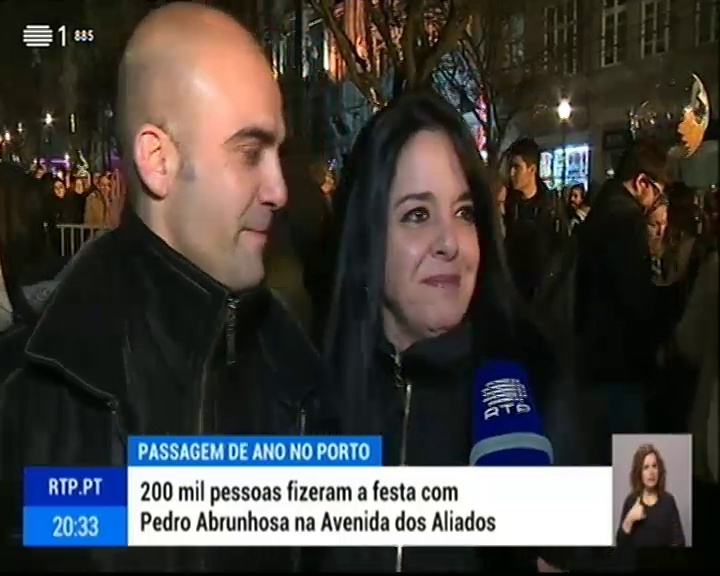 1 885
RTP
PASSAGEM DE ANO NO PORTO
RTP.PT
200 mil pessoas fizeram a festa com
20:33
Pedro Abrunhosa na Avenida dos Aliados